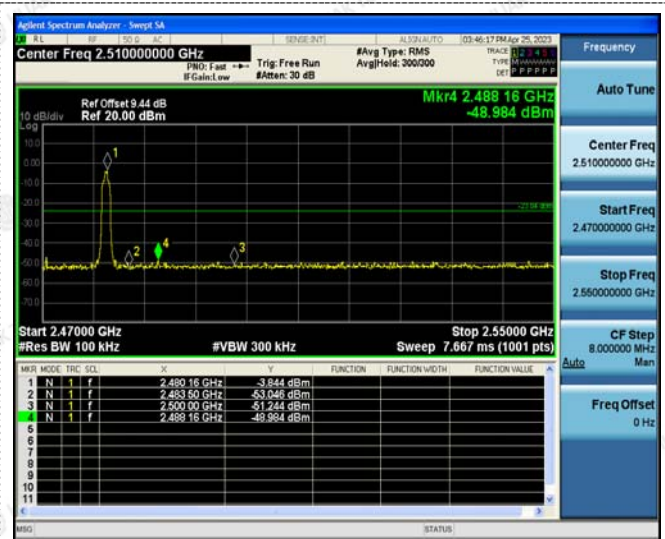 Agilent Spectrum Analyzer - Swept SA
RL RF 50 Ω AC SENSE:INT ALIGNAUTO 03:46:17 PM Apr 25, 2023
Center Freq 2.510000000 GHz
PNO: Fast
IFGain:Low
Trig: Free Run
#Atten: 30 dB
#Avg Type: RMS
Avg|Hold: 300/300
TRACE 1 2 3 4 5 6
TYPE
DET P P P P P P
Ref Offset 9.44 dB
Ref 20.00 dBm
10 dB/div
Log
Mkr4 2.488 16 GHz
-48.984 dBm
10.0
0.00
-10.0
-20.0
-30.0
-40.0
-50.0
-60.0
-70.0
1
2
4
3
Start 2.47000 GHz
Stop 2.55000 GHz
#Res BW 100 kHz
#VBW 300 kHz
Sweep 7.667 ms (1001 pts)
MKR MODE TRC SCL X Y FUNCTION FUNCTION WIDTH FUNCTION VALUE
1 N 1 f 2.480 16 GHz -3.844 dBm
2 N 1 f 2.483 50 GHz -53.046 dBm
3 N 1 f 2.500 00 GHz -51.244 dBm
4 N 1 f 2.488 16 GHz -48.984 dBm
5
6
7
8
9
10
11
MSG
STATUS
Frequency
Auto Tune
Center Freq
2.510000000 GHz
Start Freq
2.470000000 GHz
Stop Freq
2.550000000 GHz
CF Step
8.000000 MHz
Auto Man
Freq Offset
0 Hz